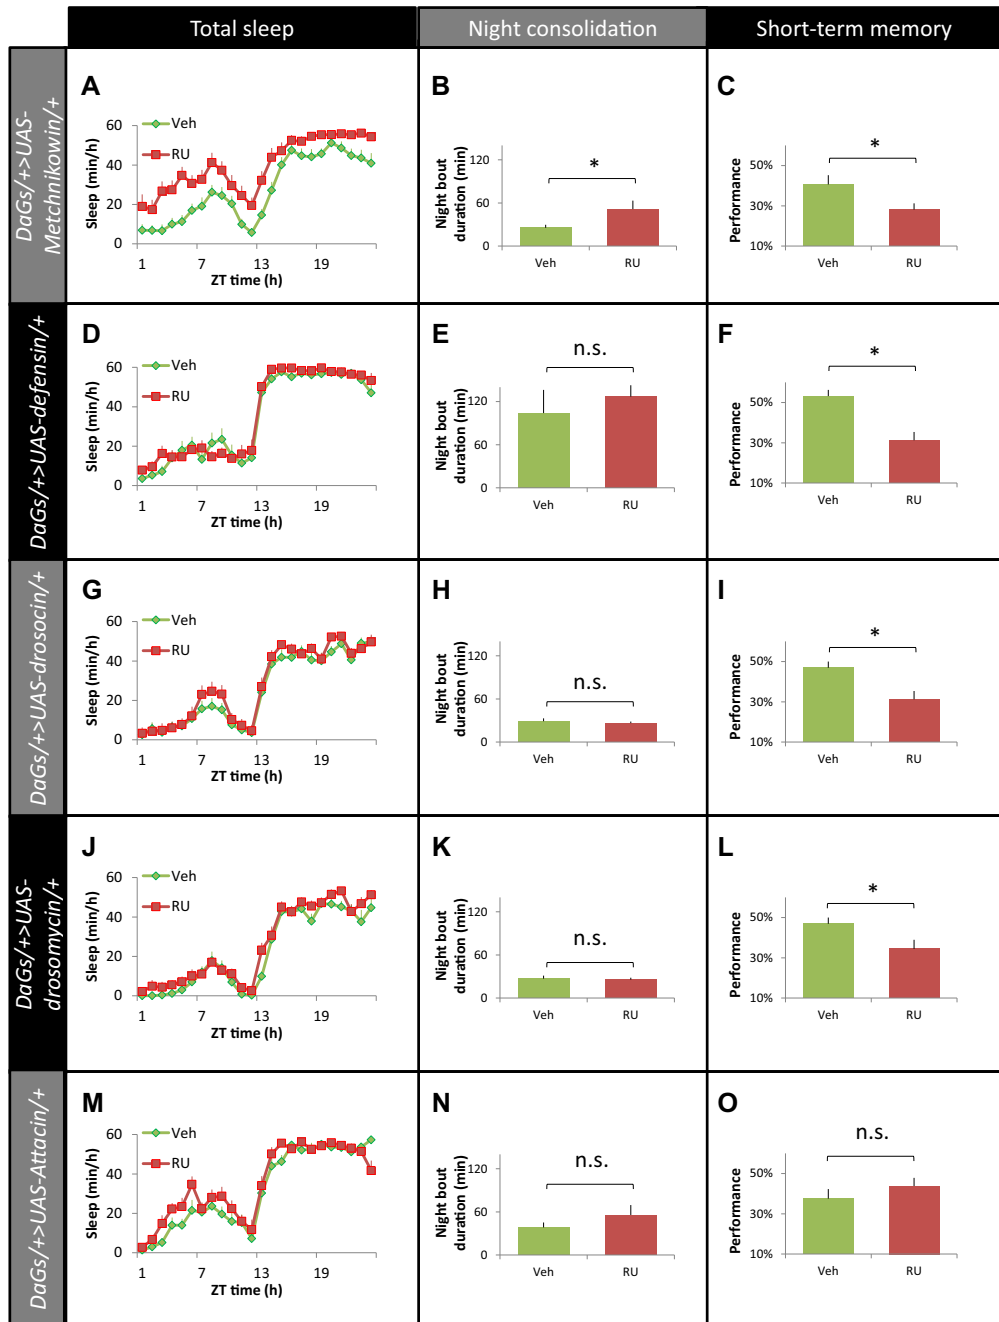 Total sleep
Night consolidation
Short-term memory
DaGs/+>UAS-
Metchnikowin/+
A
Veh
RU
Sleep (min/h)
60
40
20
0
1 7 13 19
ZT time (h)
B
Night bout
duration (min)
120
60
0
*
Veh RU
C
Performance
50%
30%
10%
*
Veh RU
DaGs/+>UAS-defensin/+
D
Veh
RU
Sleep (min/h)
60
40
20
0
1 7 13 19
ZT time (h)
E
n.s.
Night bout
duration (min)
120
60
0
Veh RU
F
*
Performance
50%
30%
10%
Veh RU
DaGs/+>UAS-drosocin/+
G
Veh
RU
Sleep (min/h)
60
40
20
0
1 7 13 19
ZT time (h)
H
Night bout
duration (min)
120
60
0
n.s.
Veh RU
I
*
Performance
50%
30%
10%
Veh RU
DaGs/+>UAS-
drosomycin/+
J
Veh
RU
Sleep (min/h)
60
40
20
0
1 7 13 19
ZT time (h)
K
Night bout
duration (min)
120
60
0
n.s.
Veh RU
L
*
Performance
50%
30%
10%
Veh RU
DaGs/+>UAS-Attacin/+
M
Veh
RU
Sleep (min/h)
60
40
20
0
1 7 13 19
ZT time (h)
N
Night bout
duration (min)
120
60
0
n.s.
Veh RU
O
n.s.
Performance
50%
30%
10%
Veh RU